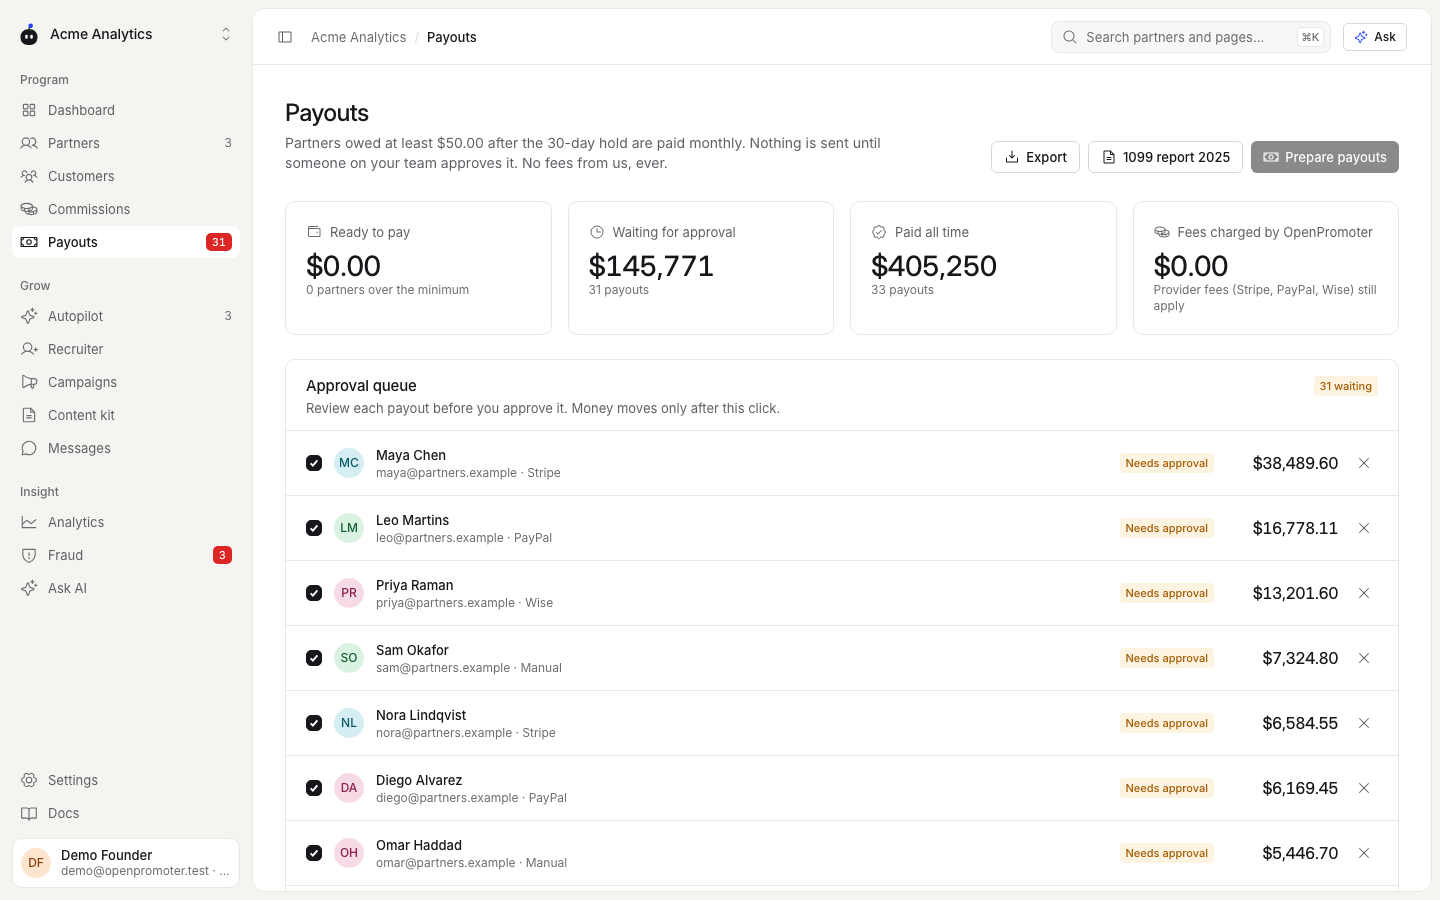 Acme Analytics
Program
Dashboard
Partners 3
Customers
Commissions
Payouts 31
Grow
Autopilot 3
Recruiter
Campaigns
Content kit
Messages
Insight
Analytics
Fraud 3
Ask AI
Settings
Docs
DF Demo Founder
demo@openpromoter.test · ...
Acme Analytics / Payouts
Search partners and pages... ⌘K
Ask
Payouts
Partners owed at least $50.00 after the 30-day hold are paid monthly. Nothing is sent until
someone on your team approves it. No fees from us, ever.
Export
1099 report 2025
Prepare payouts
Ready to pay
$0.00
0 partners over the minimum
Waiting for approval
$145,771
31 payouts
Paid all time
$405,250
33 payouts
Fees charged by OpenPromoter
$0.00
Provider fees (Stripe, PayPal, Wise) still
apply
Approval queue
31 waiting
Review each payout before you approve it. Money moves only after this click.
MC Maya Chen
maya@partners.example · Stripe
Needs approval $38,489.60
LM Leo Martins
leo@partners.example · PayPal
Needs approval $16,778.11
PR Priya Raman
priya@partners.example · Wise
Needs approval $13,201.60
SO Sam Okafor
sam@partners.example · Manual
Needs approval $7,324.80
NL Nora Lindqvist
nora@partners.example · Stripe
Needs approval $6,584.55
DA Diego Alvarez
diego@partners.example · PayPal
Needs approval $6,169.45
OH Omar Haddad
omar@partners.example · Manual
Needs approval $5,446.70